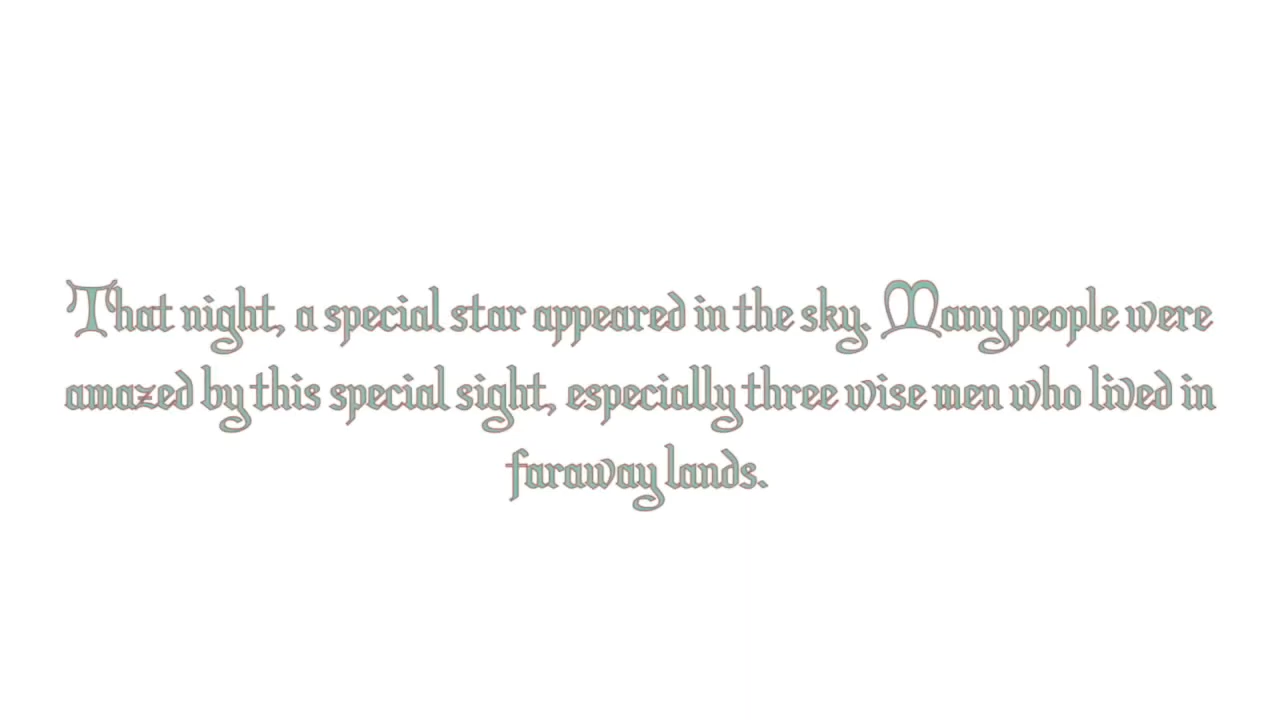 That night, a special star appeared in the sky. Many people were
amazed by this special sight, especially three wise men who lived in
faraway lands.